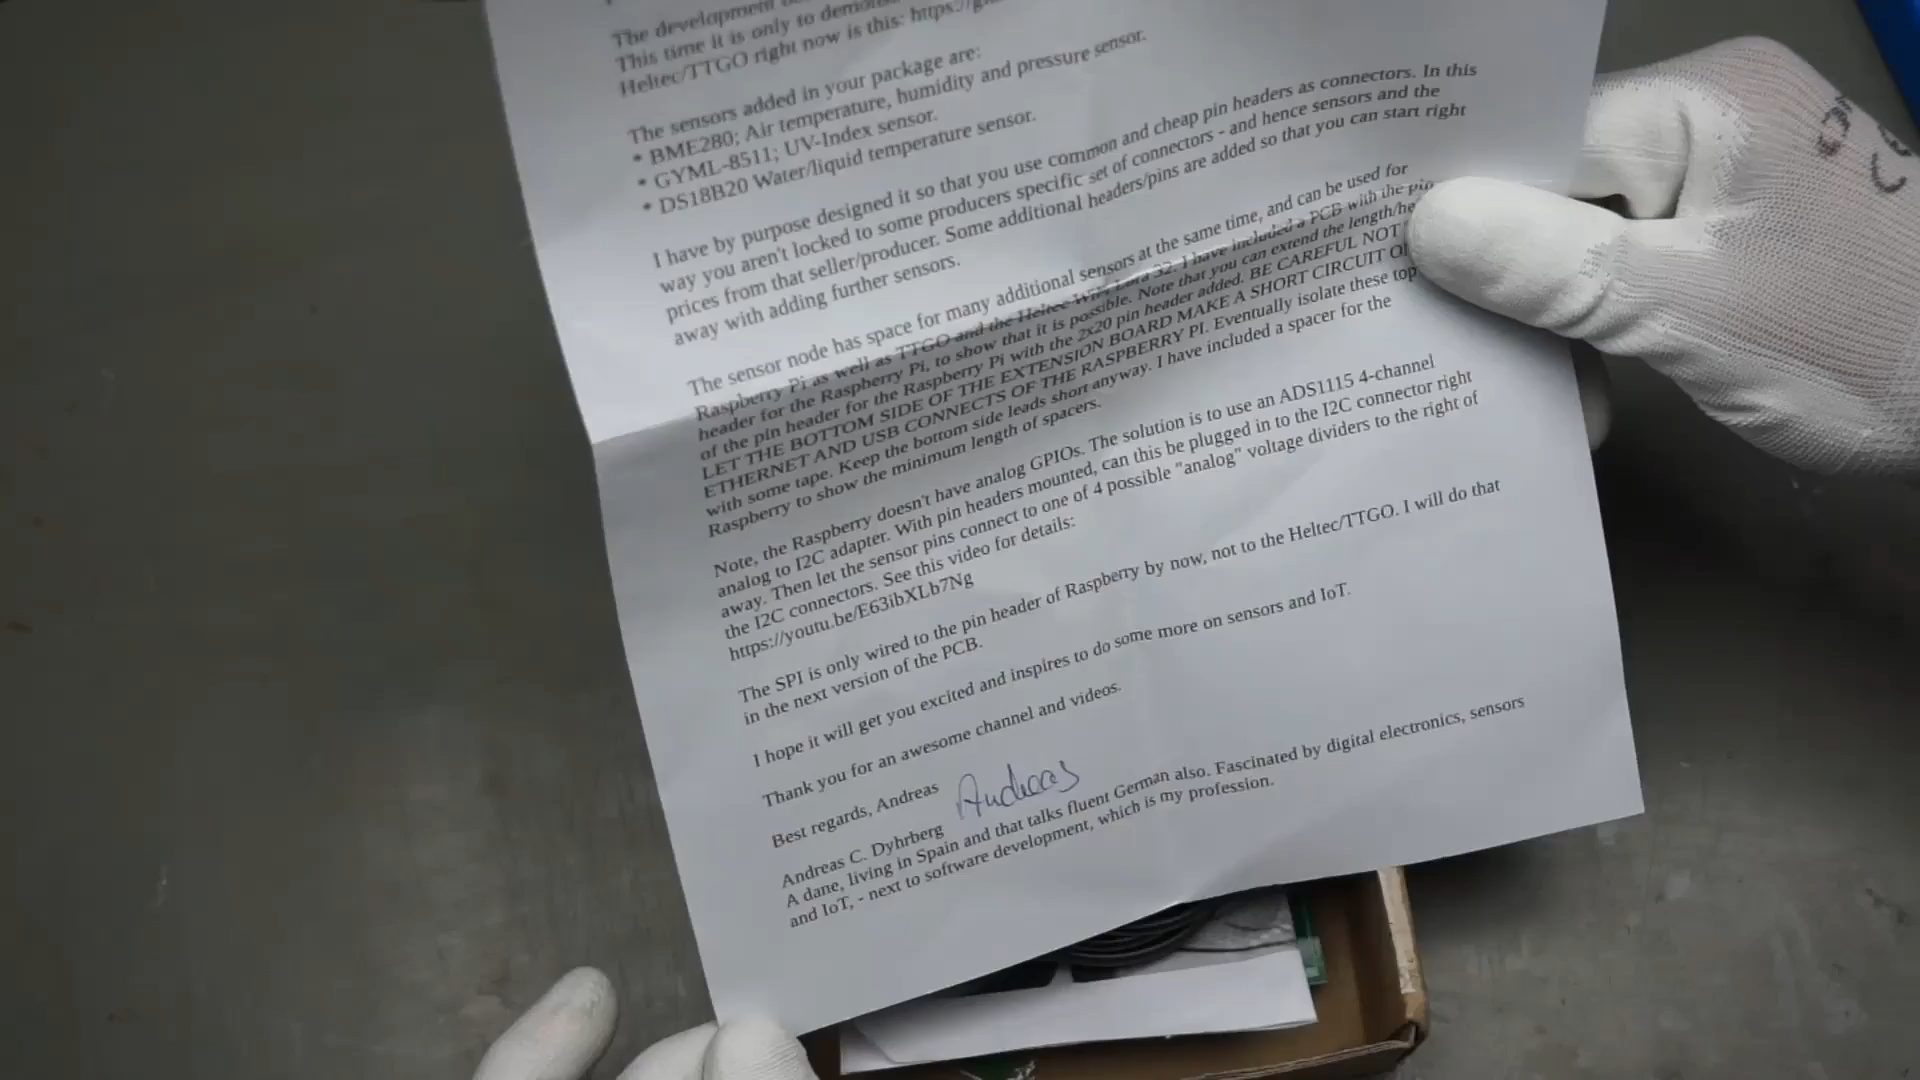 The development
This time it is only to
Heltec/TTGO right now is this:
The sensors added in your package are:
* BME280; Air temperature, humidity and pressure sensor.
* GYML-8511; UV-Index sensor.
* DS18B20 Water/liquid temperature sensor.
I have by purpose designed it so that you use common and cheap pin headers as connectors. In this
way you aren't locked to some producers specific set of connectors - and hence sensors and the
prices from that seller/producer. Some additional headers/pins are added so that you can start right
away with adding further sensors.
The sensor node has space for many additional sensors at the same time, and can be used for
Raspberry Pi as well as TTGO and the Heltec WiFi Lora 32. I have included a PCB with the pin
header for the Raspberry Pi, to show that it is possible. Note that you can extend the length/he
of the pin header for the Raspberry Pi with the 2x20 pin header added. BE CAREFUL NOT
LET THE BOTTOM SIDE OF THE EXTENSION BOARD MAKE A SHORT CIRCUIT
ETHERNET AND USB CONNECTS OF THE RASPBERRY PI. Eventually isolate these top
with some tape. Keep the bottom side leads short anyway. I have included a spacer for the
Raspberry to show the minimum length of spacers.
Note, the Raspberry doesn't have analog GPIOs. The solution is to use an ADS1115 4-channel
analog to I2C adapter. With pin headers mounted, can this be plugged in to the I2C connector right
away. Then let the sensor pins connect to one of 4 possible "analog" voltage dividers to the right of
the I2C connectors. See this video for details:
https://youtu.be/E63ibXLb7Ng
The SPI is only wired to the pin header of Raspberry by now, not to the Heltec/TTGO. I will do that
in the next version of the PCB.
I hope it will get you excited and inspires to do some more on sensors and IoT.
Thank you for an awesome channel and videos.
Best regards, Andreas
Andreas
Andreas C. Dyhrberg
A dane, living in Spain and that talks fluent German also. Fascinated by digital electronics, sensors
and IoT, - next to software development, which is my profession.